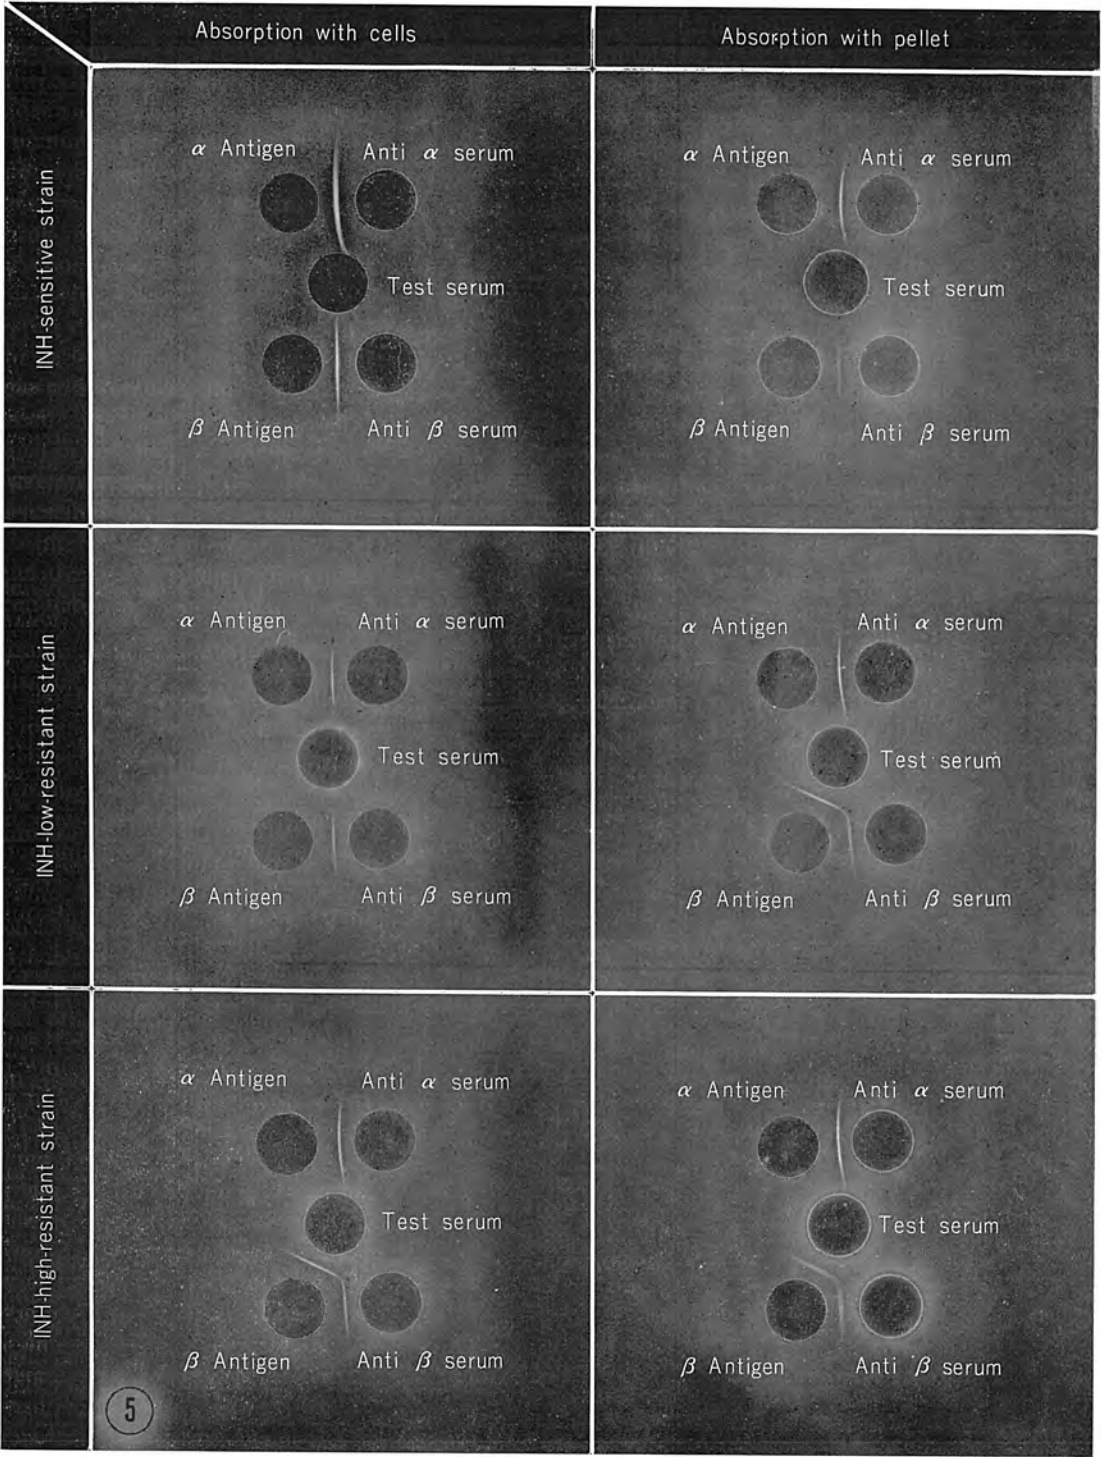 Absorption with cells
Absorption with pellet
INH-sensitive strain
α Antigen
Anti α serum
Test serum
β Antigen
Anti β serum
α Antigen
Anti α serum
Test serum
β Antigen
Anti β serum
INH-low-resistant strain
α Antigen
Anti α serum
Test serum
β Antigen
Anti β serum
α Antigen
Anti α serum
Test serum
β Antigen
Anti β serum
INH-high-resistant strain
α Antigen
Anti α serum
Test serum
β Antigen
Anti β serum
α Antigen
Anti α serum
Test serum
β Antigen
Anti β serum
5